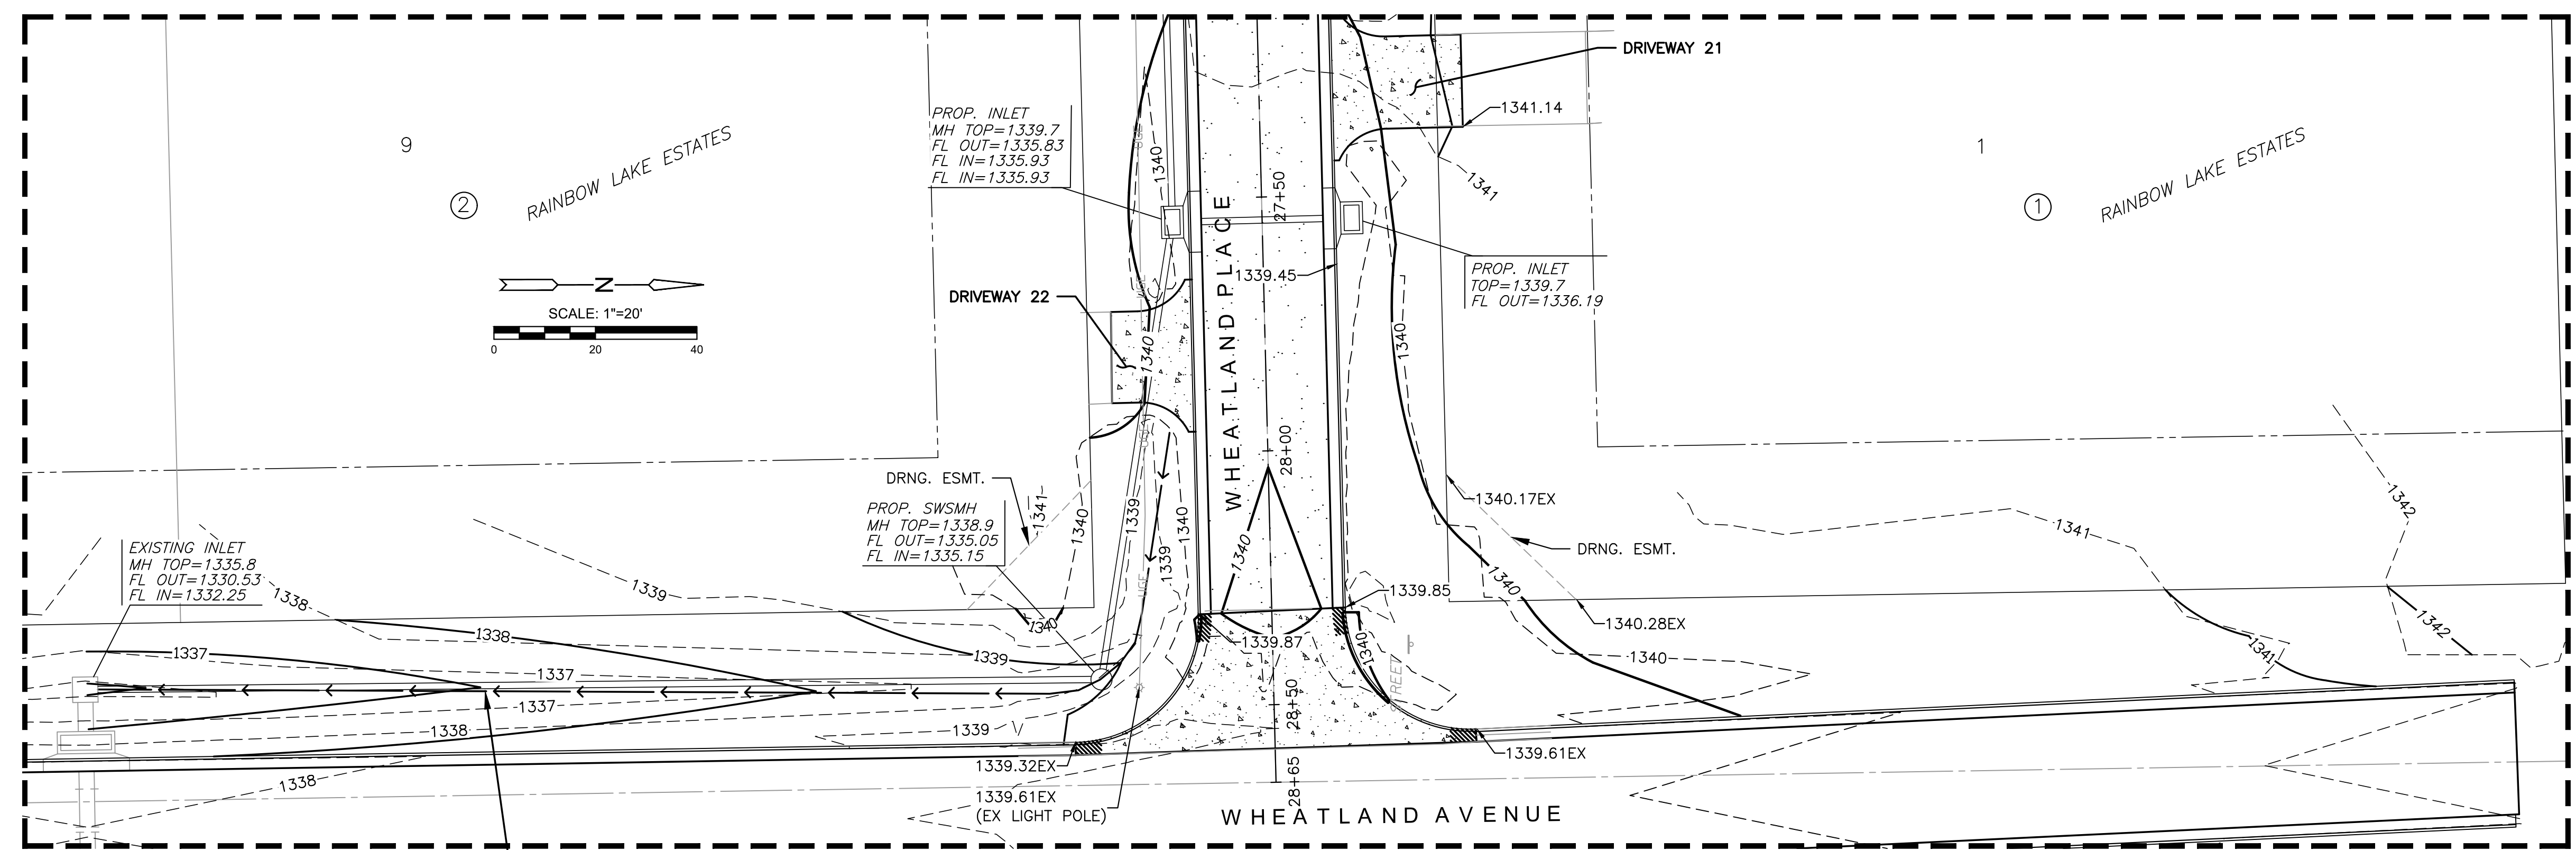 DRIVEWAY 21
1341.14
9
2
RAINBOW LAKE ESTATES
PROP. INLET
MH TOP=1339.7
FL OUT=1335.83
FL IN=1335.93
FL IN=1335.93
UGE
1340
27+50
1341
1
1
RAINBOW LAKE ESTATES
N
SCALE: 1"=20'
0
20
40
DRIVEWAY 22
1340
UGE
WHEATLAND PLACE
1339.45
PROP. INLET
TOP=1339.7
FL OUT=1336.19
1340
UGE
28+00
DRNG. ESMT.
PROP. SWSMH
MH TOP=1338.9
FL OUT=1335.05
FL IN=1335.15
1341
1340
1339
1340
1339
UGE
1340
1340.17EX
DRNG. ESMT.
1340
1341
1342
EXISTING INLET
MH TOP=1335.8
FL OUT=1330.53
FL IN=1332.25
1338
1339
1340
1339.85
1340.28EX
1342
1337
1338
1337
1339
1339.87
1340
1340
1341
1337
1338
1339
28+50
1339.32EX
1339.61EX
1338
1339.61EX
(EX LIGHT POLE)
28+65
WHEATLAND AVENUE